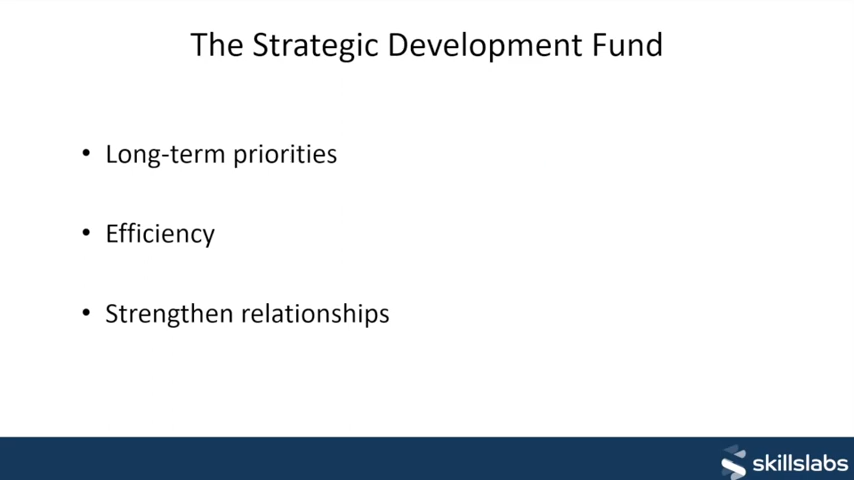 The Strategic Development Fund
• Long-term priorities
• Efficiency
• Strengthen relationships
skillslabs